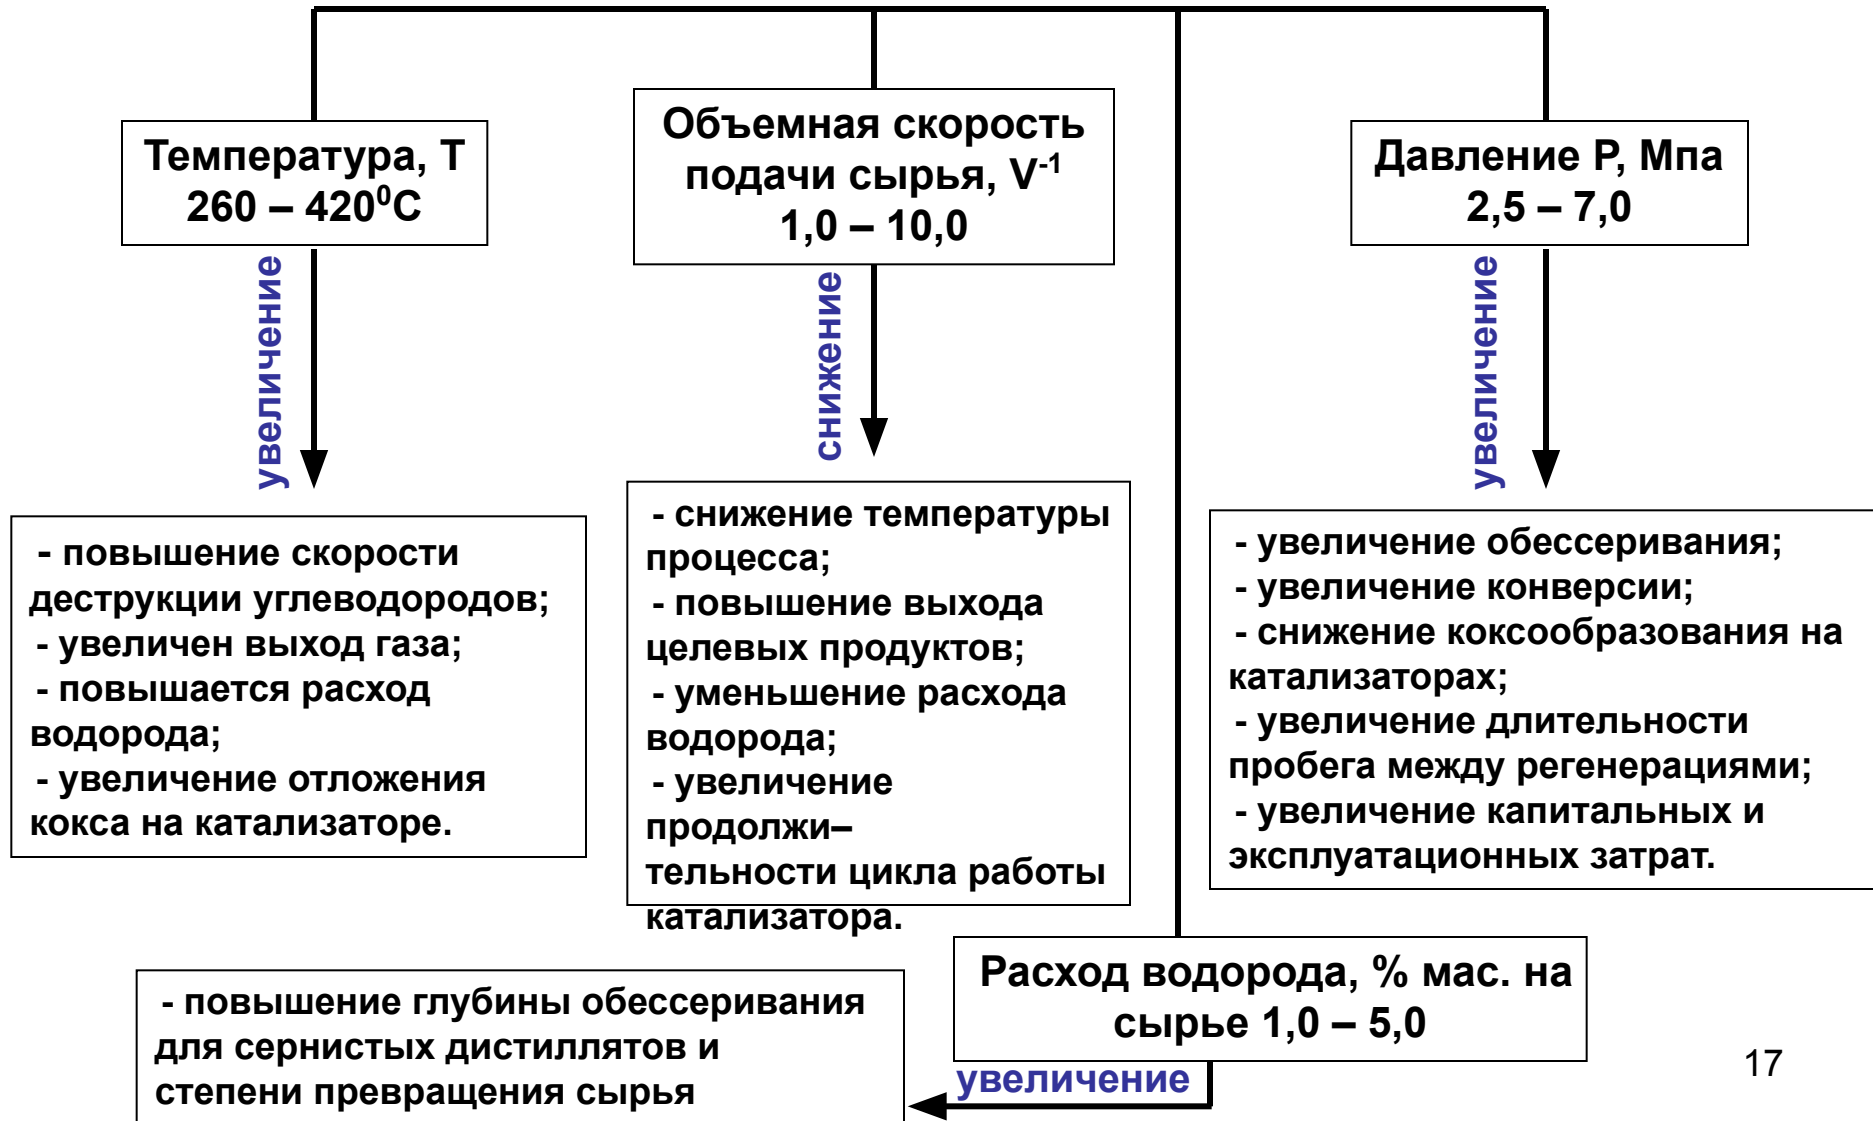 Температура, Т
260 – 420⁰С
увеличение
- повышение скорости
деструкции углеводородов;
- увеличен выход газа;
- повышается расход
водорода;
- увеличение отложения
кокса на катализаторе.
Объемная скорость
подачи сырья, V⁻¹
1,0 – 10,0
снижение
- снижение температуры
процесса;
- повышение выхода
целевых продуктов;
- уменьшение расхода
водорода;
- увеличение
продолжи–
тельности цикла работы
катализатора.
Давление Р, Мпа
2,5 – 7,0
увеличение
- увеличение обессеривания;
- увеличение конверсии;
- снижение коксообразования на
катализаторах;
- увеличение длительности
пробега между регенерациями;
- увеличение капитальных и
эксплуатационных затрат.
Расход водорода, % мас. на
сырье 1,0 – 5,0
увеличение
- повышение глубины обессеривания
для сернистых дистиллятов и
степени превращения сырья
17